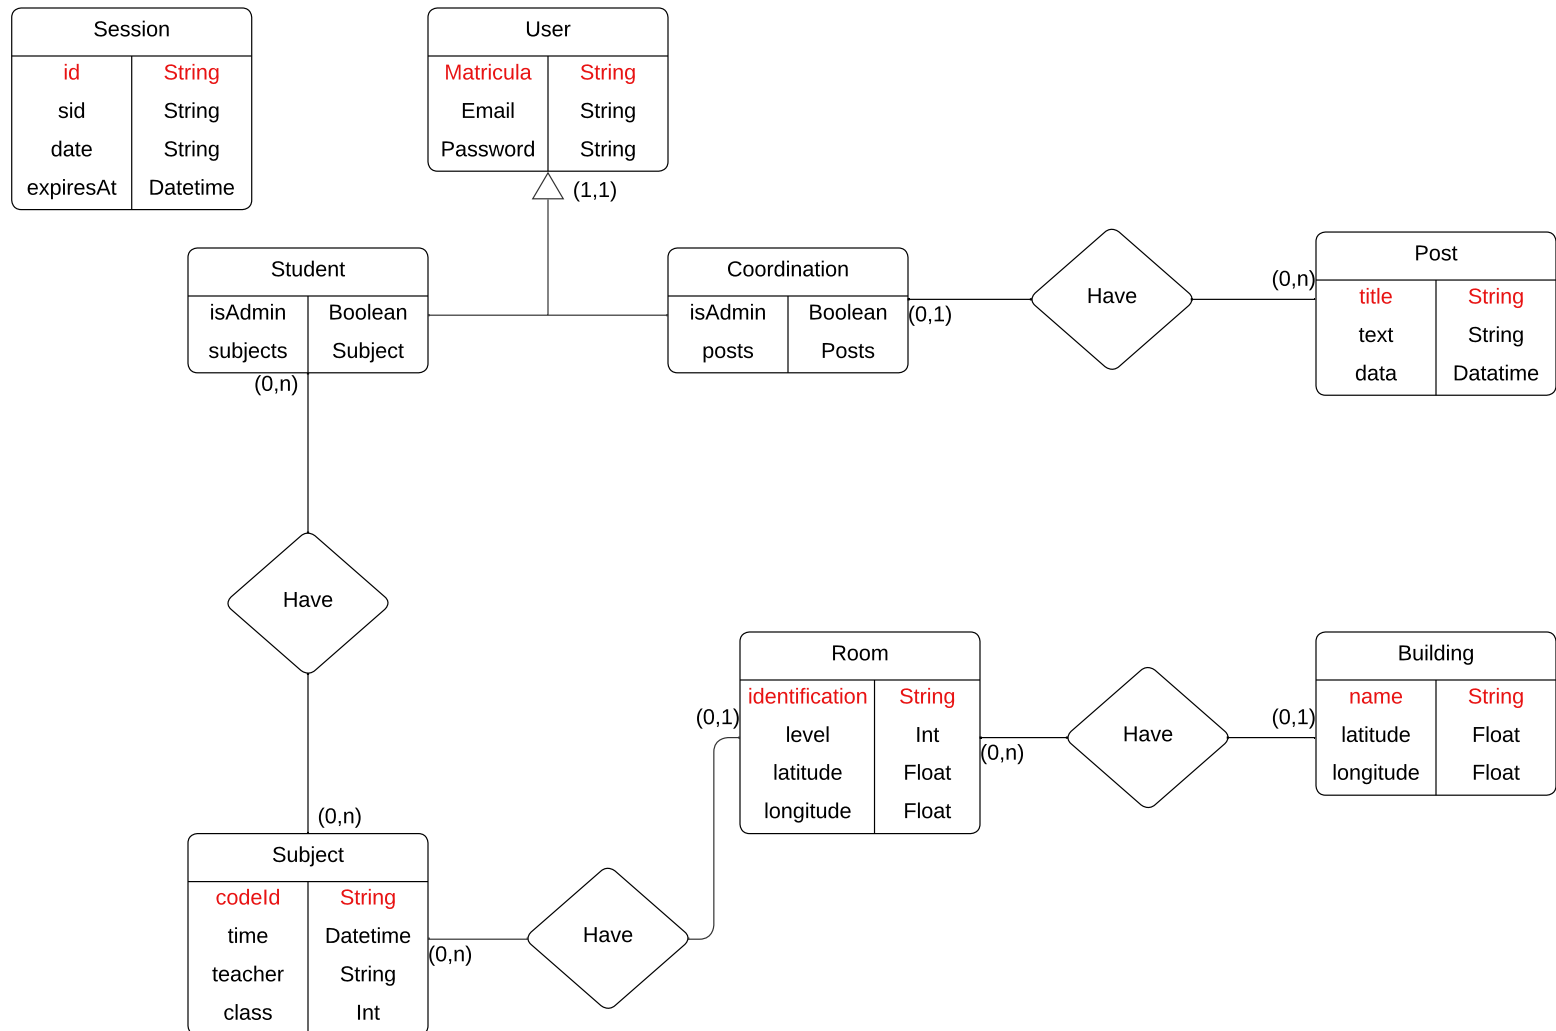 Session
id String
sid String
date String
expiresAt Datetime
User
Matricula String
Email String
Password String
(1,1)
Student
isAdmin Boolean
subjects Subject
(0,n)
Coordination
isAdmin Boolean
posts Posts
(0,1)
Have
(0,n)
Post
title String
text String
data Datatime
Have
(0,n)
Subject
codeId String
time Datetime
teacher String
class Int
(0,n)
Have
(0,1)
Room
identification String
level Int
latitude Float
longitude Float
(0,n)
Have
(0,1)
Building
name String
latitude Float
longitude Float